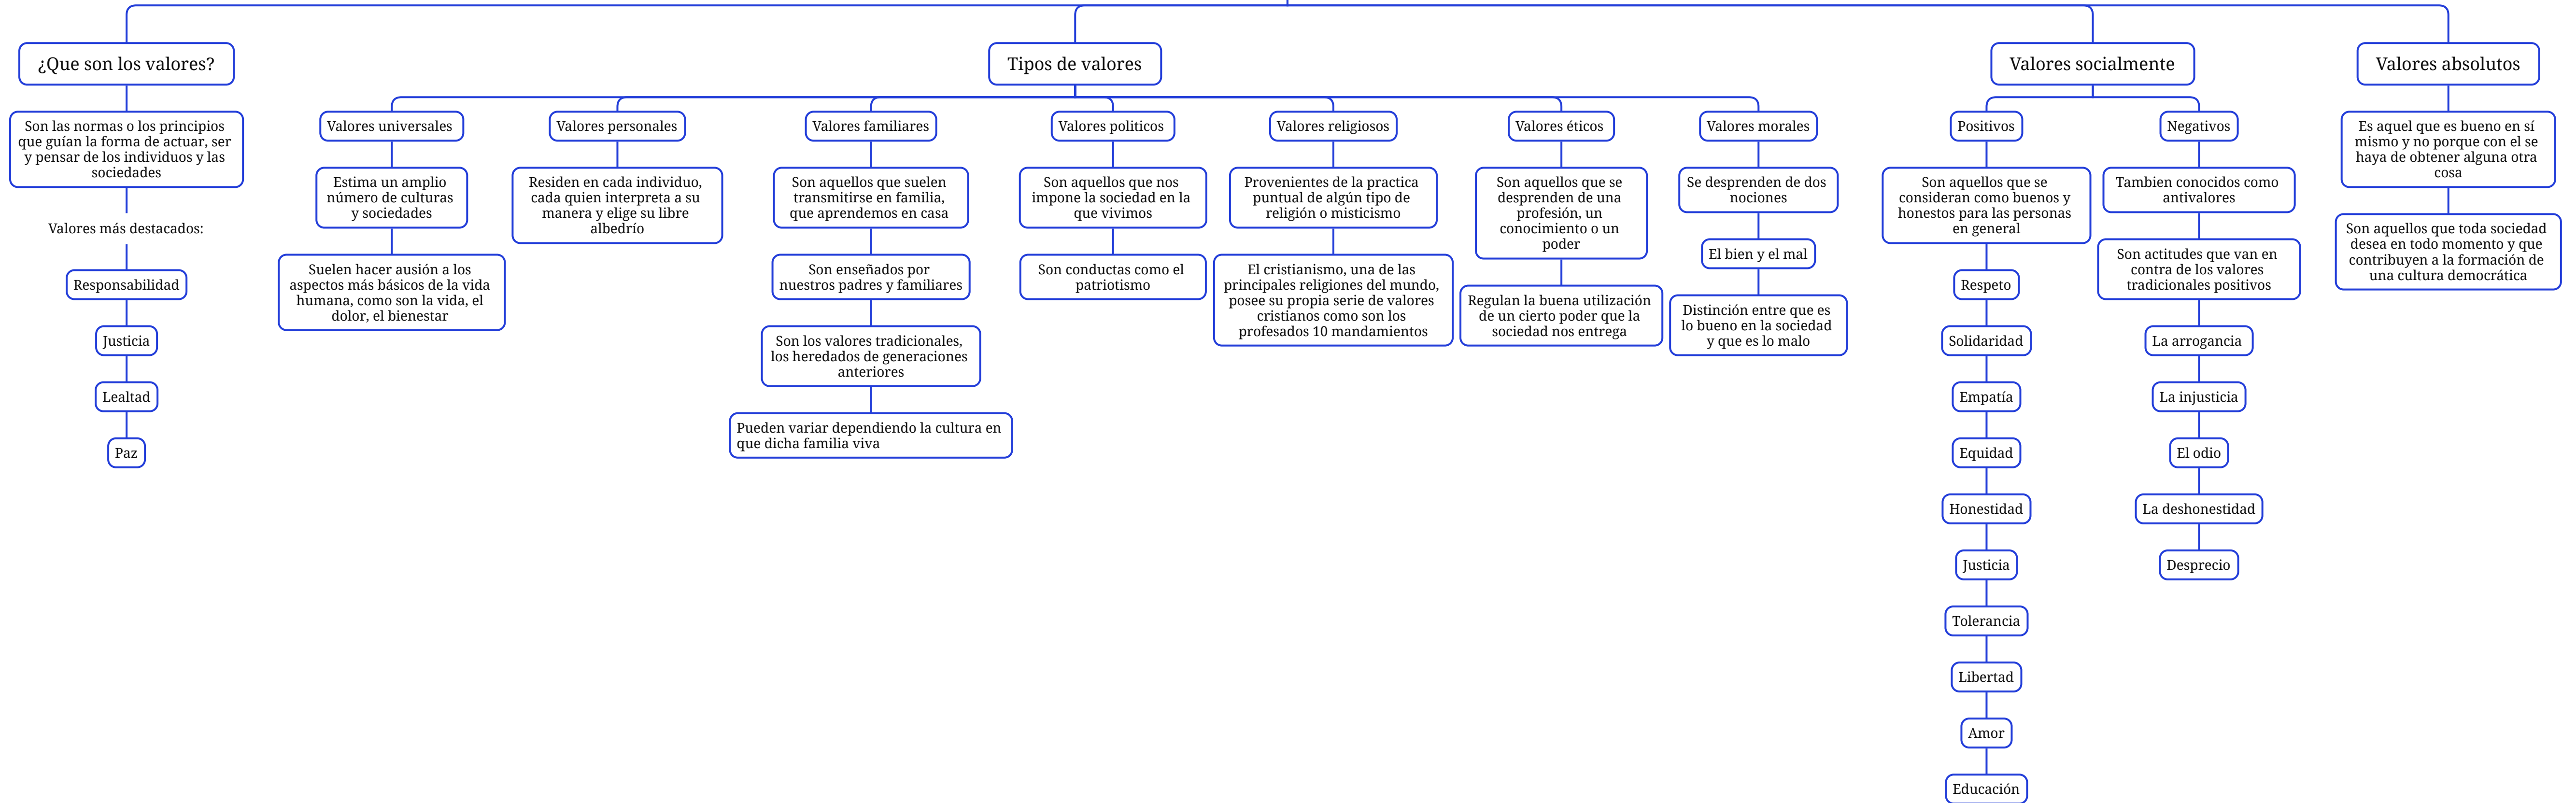 ¿Que son los valores?
Son las normas o los principios
que guían la forma de actuar, ser
y pensar de los individuos y las
sociedades
Valores más destacados:
Responsabilidad
Justicia
Lealtad
Paz
Tipos de valores
Valores universales
Estima un amplio
número de culturas
y sociedades
Suelen hacer ausión a los
aspectos más básicos de la vida
humana, como son la vida, el
dolor, el bienestar
Valores personales
Residen en cada individuo,
cada quien interpreta a su
manera y elige su libre
albedrío
Valores familiares
Son aquellos que suelen
transmitirse en familia,
que aprendemos en casa
Son enseñados por
nuestros padres y familiares
Son los valores tradicionales,
los heredados de generaciones
anteriores
Pueden variar dependiendo la cultura en
que dicha familia viva
Valores politicos
Son aquellos que nos
impone la sociedad en la
que vivimos
Son conductas como el
patriotismo
Valores religiosos
Provenientes de la practica
puntual de algún tipo de
religión o misticismo
El cristianismo, una de las
principales religiones del mundo,
posee su propia serie de valores
cristianos como son los
profesados 10 mandamientos
Valores éticos
Son aquellos que se
desprenden de una
profesión, un
conocimiento o un
poder
Regulan la buena utilización
de un cierto poder que la
sociedad nos entrega
Valores morales
Se desprenden de dos
nociones
El bien y el mal
Distinción entre que es
lo bueno en la sociedad
y que es lo malo
Valores socialmente
Positivos
Son aquellos que se
consideran como buenos y
honestos para las personas
en general
Respeto
Solidaridad
Empatía
Equidad
Honestidad
Justicia
Tolerancia
Libertad
Amor
Educación
Negativos
Tambien conocidos como
antivalores
Son actitudes que van en
contra de los valores
tradicionales positivos
La arrogancia
La injusticia
El odio
La deshonestidad
Desprecio
Valores absolutos
Es aquel que es bueno en sí
mismo y no porque con el se
haya de obtener alguna otra
cosa
Son aquellos que toda sociedad
desea en todo momento y que
contribuyen a la formación de
una cultura democrática